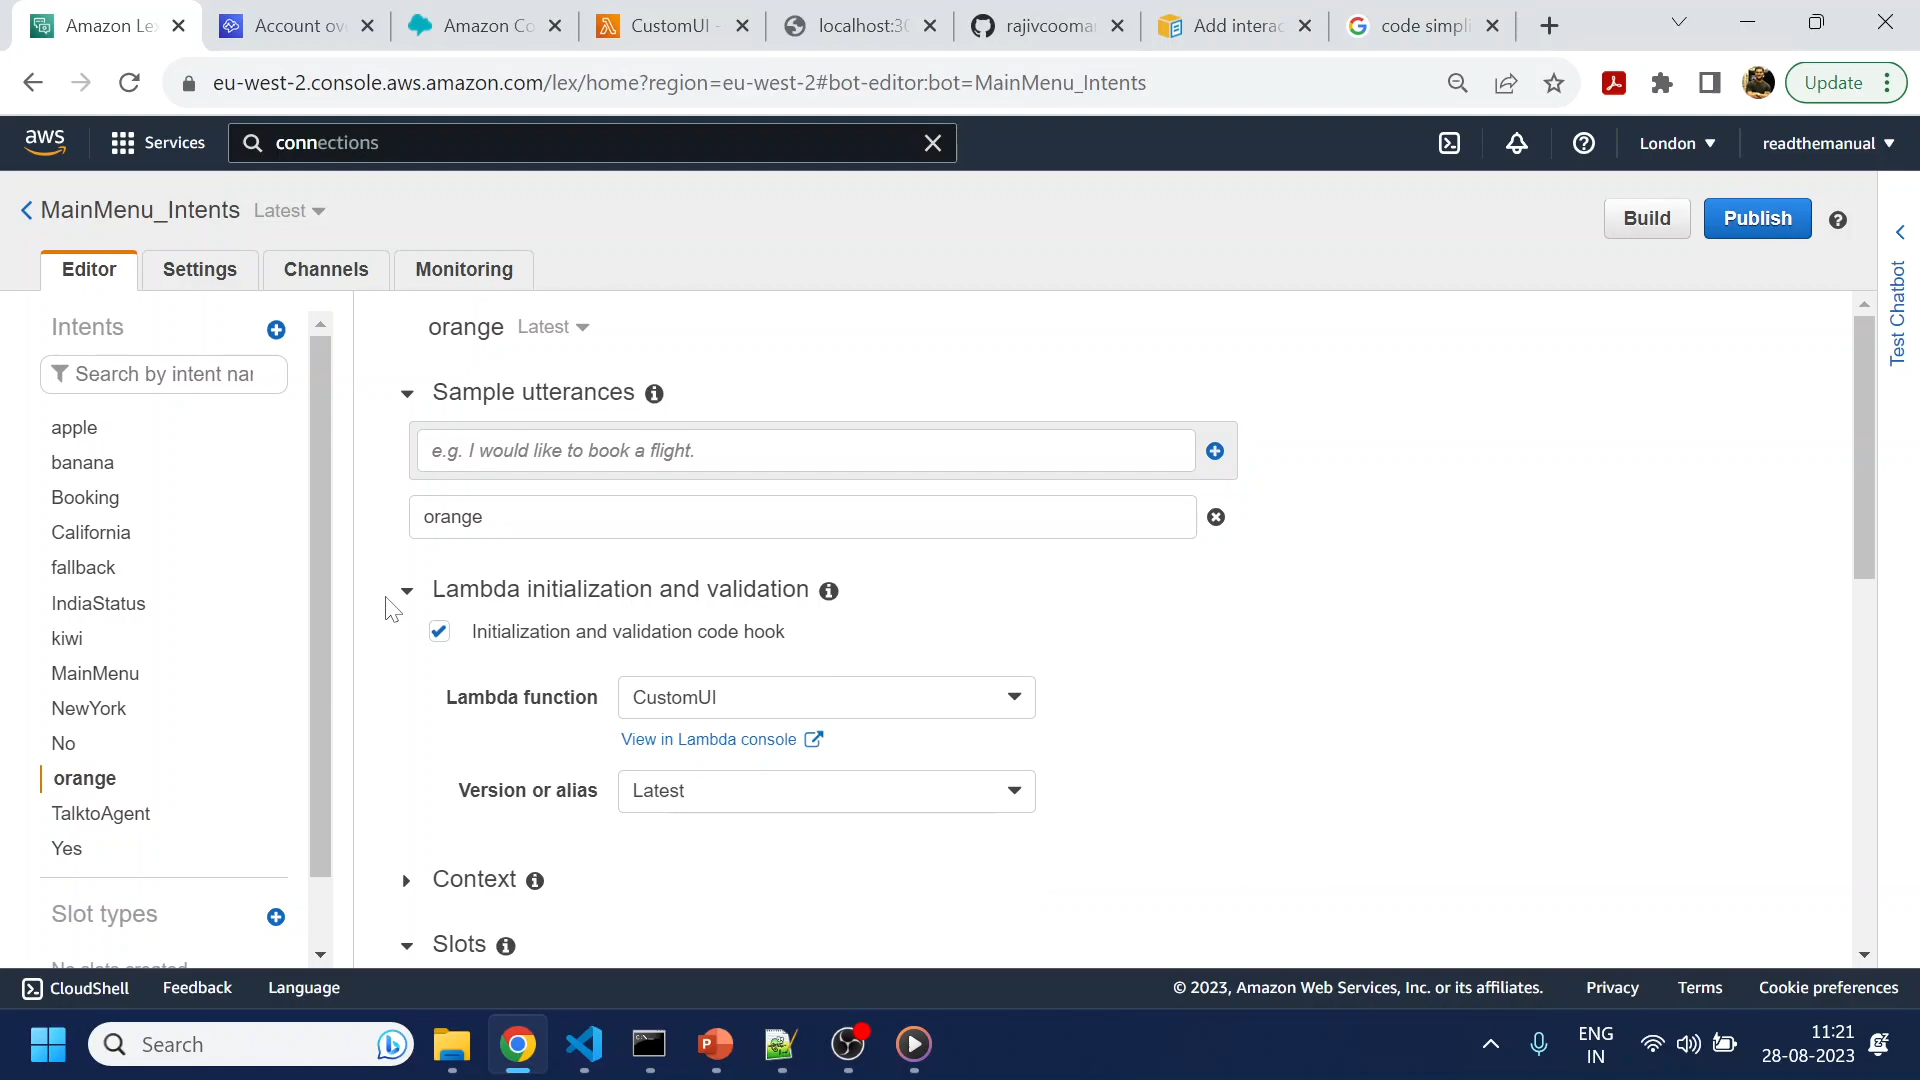 Amazon Le
Account ov
Amazon Co
CustomUI -
localhost:30
rajivcoomar
Add interac
code simpli
eu-west-2.console.aws.amazon.com/lex/home?region=eu-west-2#bot-editor:bot=MainMenu_Intents
Update
aws
Services
connections
London
readthemanual
MainMenu_Intents Latest
Build
Publish
Editor
Settings
Channels
Monitoring
Test Chatbot
Intents
Search by intent nar
apple
banana
Booking
California
fallback
IndiaStatus
kiwi
MainMenu
NewYork
No
orange
TalktoAgent
Yes
Slot types
No slots created
orange Latest
Sample utterances
e.g. I would like to book a flight.
orange
Lambda initialization and validation
Initialization and validation code hook
Lambda function CustomUI
View in Lambda console
Version or alias Latest
Context
Slots
CloudShell
Feedback
Language
© 2023, Amazon Web Services, Inc. or its affiliates.
Privacy
Terms
Cookie preferences
Search
ENG
IN
11:21
28-08-2023